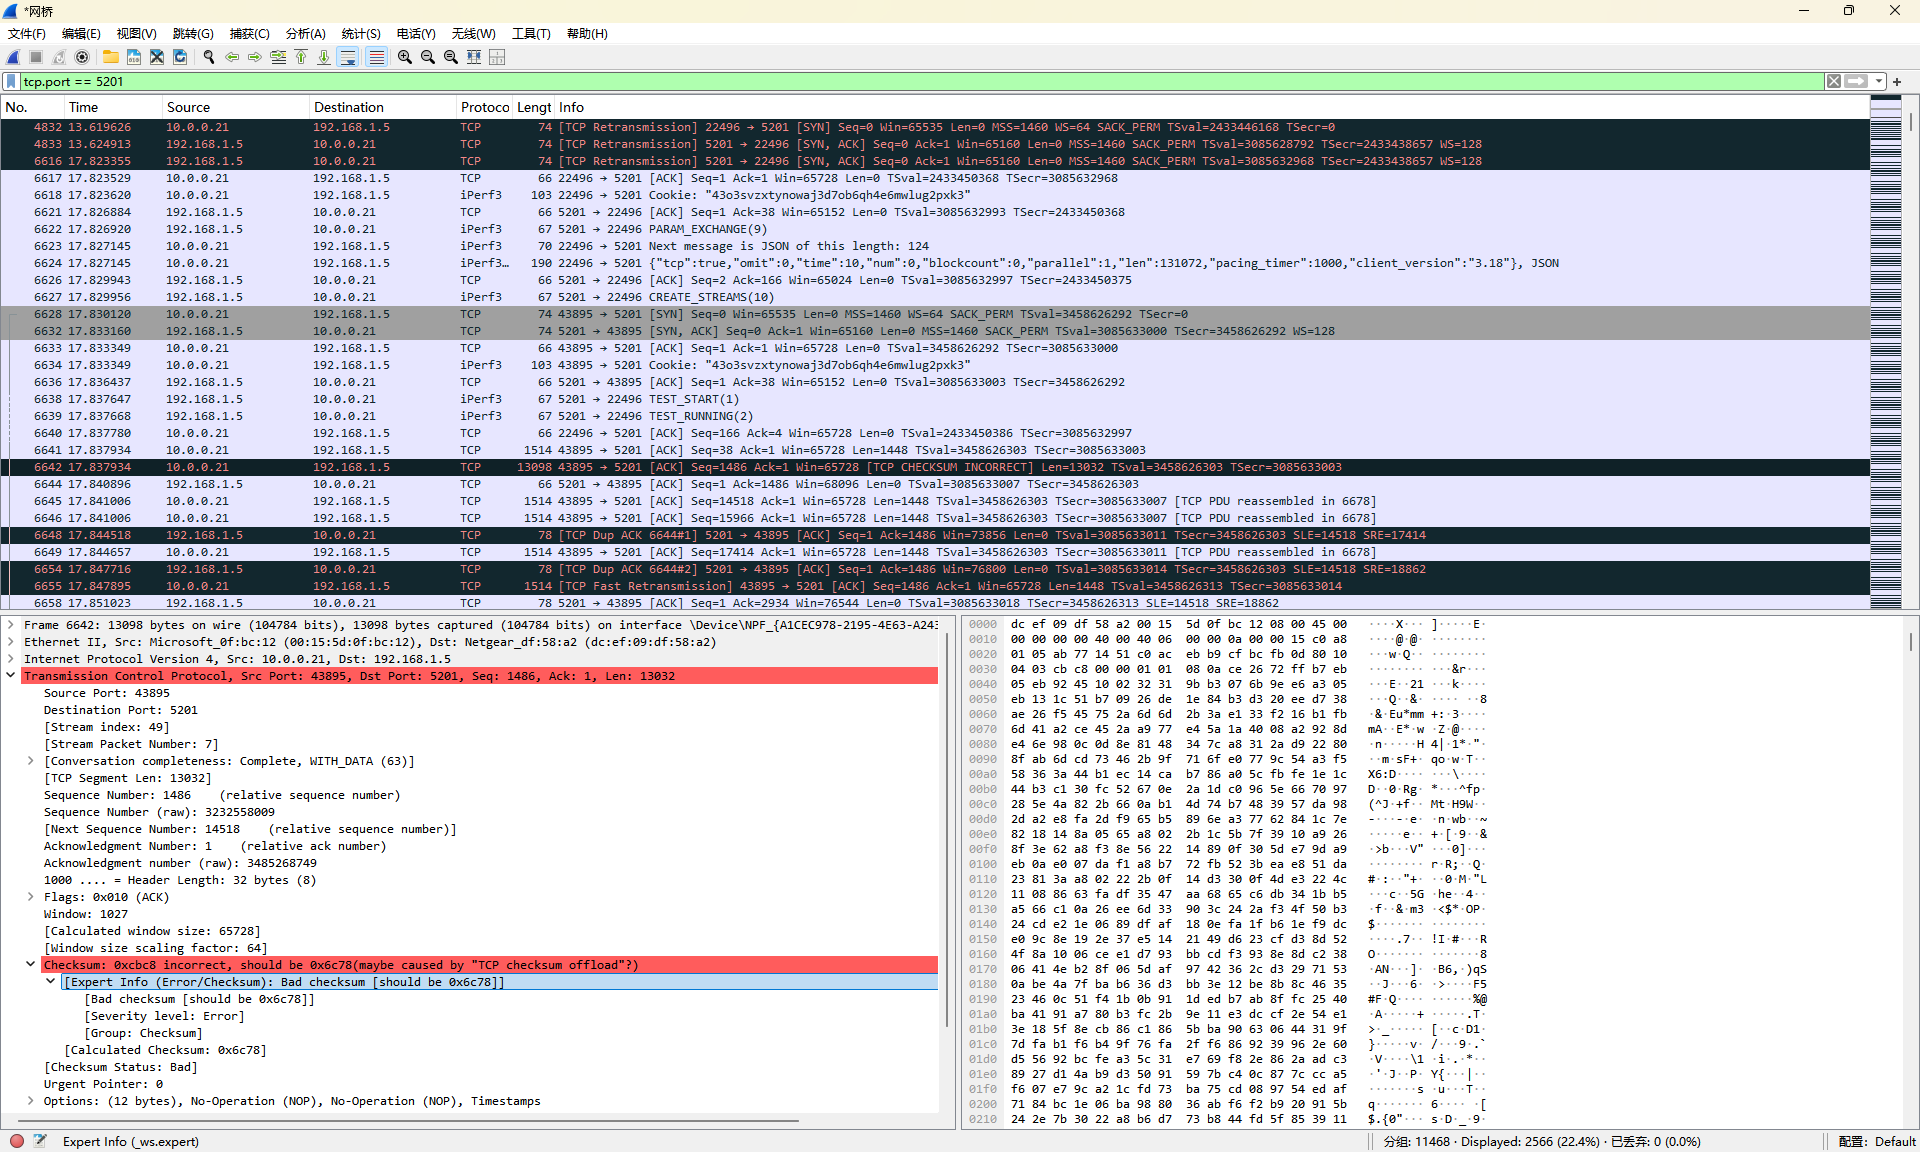 *网桥
文件(F) 编辑(E) 视图(V) 跳转(G) 捕获(C) 分析(A) 统计(S) 电话(Y) 无线(W) 工具(T) 帮助(H)
tcp.port == 5201
No. Time Source Destination Protoco Lengt Info
4832 13.619626 10.0.0.21 192.168.1.5 TCP 74 [TCP Retransmission] 22496 → 5201 [SYN] Seq=0 Win=65535 Len=0 MSS=1460 WS=64 SACK_PERM TSval=2433446168 TSecr=0
4833 13.624913 192.168.1.5 10.0.0.21 TCP 74 [TCP Retransmission] 5201 → 22496 [SYN, ACK] Seq=0 Ack=1 Win=65160 Len=0 MSS=1460 SACK_PERM TSval=3085628792 TSecr=2433438657 WS=128
6616 17.823355 192.168.1.5 10.0.0.21 TCP 74 [TCP Retransmission] 5201 → 22496 [SYN, ACK] Seq=0 Ack=1 Win=65160 Len=0 MSS=1460 SACK_PERM TSval=3085632968 TSecr=2433438657 WS=128
6617 17.823529 10.0.0.21 192.168.1.5 TCP 66 22496 → 5201 [ACK] Seq=1 Ack=1 Win=65728 Len=0 TSval=2433450368 TSecr=3085632968
6618 17.823620 10.0.0.21 192.168.1.5 iPerf3 103 22496 → 5201 Cookie: "43o3svzxtynowaj3d7ob6qh4e6mwlug2pxk3"
6621 17.826884 192.168.1.5 10.0.0.21 TCP 66 5201 → 22496 [ACK] Seq=1 Ack=38 Win=65152 Len=0 TSval=3085632993 TSecr=2433450368
6622 17.826920 192.168.1.5 10.0.0.21 iPerf3 67 5201 → 22496 PARAM_EXCHANGE(9)
6623 17.827145 10.0.0.21 192.168.1.5 iPerf3 70 22496 → 5201 Next message is JSON of this length: 124
6624 17.827145 10.0.0.21 192.168.1.5 iPerf3… 190 22496 → 5201 {"tcp":true,"omit":0,"time":10,"num":0,"blockcount":0,"parallel":1,"len":131072,"pacing_timer":1000,"client_version":"3.18"}, JSON
6626 17.829943 192.168.1.5 10.0.0.21 TCP 66 5201 → 22496 [ACK] Seq=2 Ack=166 Win=65024 Len=0 TSval=3085632997 TSecr=2433450375
6627 17.829956 192.168.1.5 10.0.0.21 iPerf3 67 5201 → 22496 CREATE_STREAMS(10)
6628 17.830120 10.0.0.21 192.168.1.5 TCP 74 43895 → 5201 [SYN] Seq=0 Win=65535 Len=0 MSS=1460 WS=64 SACK_PERM TSval=3458626292 TSecr=0
6632 17.833160 192.168.1.5 10.0.0.21 TCP 74 5201 → 43895 [SYN, ACK] Seq=0 Ack=1 Win=65160 Len=0 MSS=1460 SACK_PERM TSval=3085633000 TSecr=3458626292 WS=128
6633 17.833349 10.0.0.21 192.168.1.5 TCP 66 43895 → 5201 [ACK] Seq=1 Ack=1 Win=65728 Len=0 TSval=3458626292 TSecr=3085633000
6634 17.833349 10.0.0.21 192.168.1.5 iPerf3 103 43895 → 5201 Cookie: "43o3svzxtynowaj3d7ob6qh4e6mwlug2pxk3"
6636 17.836437 192.168.1.5 10.0.0.21 TCP 66 5201 → 43895 [ACK] Seq=1 Ack=38 Win=65152 Len=0 TSval=3085633003 TSecr=3458626292
6638 17.837647 192.168.1.5 10.0.0.21 iPerf3 67 5201 → 22496 TEST_START(1)
6639 17.837668 192.168.1.5 10.0.0.21 iPerf3 67 5201 → 22496 TEST_RUNNING(2)
6640 17.837780 10.0.0.21 192.168.1.5 TCP 66 22496 → 5201 [ACK] Seq=166 Ack=4 Win=65728 Len=0 TSval=2433450386 TSecr=3085632997
6641 17.837934 10.0.0.21 192.168.1.5 TCP 1514 43895 → 5201 [ACK] Seq=38 Ack=1 Win=65728 Len=1448 TSval=3458626303 TSecr=3085633003
6642 17.837934 10.0.0.21 192.168.1.5 TCP 13098 43895 → 5201 [ACK] Seq=1486 Ack=1 Win=65728 [TCP CHECKSUM INCORRECT] Len=13032 TSval=3458626303 TSecr=3085633003
6644 17.840896 192.168.1.5 10.0.0.21 TCP 66 5201 → 43895 [ACK] Seq=1 Ack=1486 Win=68096 Len=0 TSval=3085633007 TSecr=3458626303
6645 17.841006 10.0.0.21 192.168.1.5 TCP 1514 43895 → 5201 [ACK] Seq=14518 Ack=1 Win=65728 Len=1448 TSval=3458626303 TSecr=3085633007 [TCP PDU reassembled in 6678]
6646 17.841006 10.0.0.21 192.168.1.5 TCP 1514 43895 → 5201 [ACK] Seq=15966 Ack=1 Win=65728 Len=1448 TSval=3458626303 TSecr=3085633007 [TCP PDU reassembled in 6678]
6648 17.844518 192.168.1.5 10.0.0.21 TCP 78 [TCP Dup ACK 6644#1] 5201 → 43895 [ACK] Seq=1 Ack=1486 Win=73856 Len=0 TSval=3085633011 TSecr=3458626303 SLE=14518 SRE=17414
6649 17.844657 10.0.0.21 192.168.1.5 TCP 1514 43895 → 5201 [ACK] Seq=17414 Ack=1 Win=65728 Len=1448 TSval=3458626303 TSecr=3085633011 [TCP PDU reassembled in 6678]
6654 17.847716 192.168.1.5 10.0.0.21 TCP 78 [TCP Dup ACK 6644#2] 5201 → 43895 [ACK] Seq=1 Ack=1486 Win=76800 Len=0 TSval=3085633014 TSecr=3458626303 SLE=14518 SRE=18862
6655 17.847895 10.0.0.21 192.168.1.5 TCP 1514 [TCP Fast Retransmission] 43895 → 5201 [ACK] Seq=1486 Ack=1 Win=65728 Len=1448 TSval=3458626313 TSecr=3085633014
6658 17.851023 192.168.1.5 10.0.0.21 TCP 78 5201 → 43895 [ACK] Seq=1 Ack=2934 Win=76544 Len=0 TSval=3085633018 TSecr=3458626313 SLE=14518 SRE=18862
Frame 6642: 13098 bytes on wire (104784 bits), 13098 bytes captured (104784 bits) on interface \Device\NPF_{A1CEC978-2195-4E63-A243
Ethernet II, Src: Microsoft_0f:bc:12 (00:15:5d:0f:bc:12), Dst: Netgear_df:58:a2 (dc:ef:09:df:58:a2)
Internet Protocol Version 4, Src: 10.0.0.21, Dst: 192.168.1.5
Transmission Control Protocol, Src Port: 43895, Dst Port: 5201, Seq: 1486, Ack: 1, Len: 13032
Source Port: 43895
Destination Port: 5201
[Stream index: 49]
[Stream Packet Number: 7]
[Conversation completeness: Complete, WITH_DATA (63)]
[TCP Segment Len: 13032]
Sequence Number: 1486 (relative sequence number)
Sequence Number (raw): 3232558009
[Next Sequence Number: 14518 (relative sequence number)]
Acknowledgment Number: 1 (relative ack number)
Acknowledgment number (raw): 3485268749
1000 .... = Header Length: 32 bytes (8)
Flags: 0x010 (ACK)
Window: 1027
[Calculated window size: 65728]
[Window size scaling factor: 64]
Checksum: 0xcbc8 incorrect, should be 0x6c78(maybe caused by "TCP checksum offload"?)
[Expert Info (Error/Checksum): Bad checksum [should be 0x6c78]]
[Bad checksum [should be 0x6c78]]
[Severity level: Error]
[Group: Checksum]
[Calculated Checksum: 0x6c78]
[Checksum Status: Bad]
Urgent Pointer: 0
Options: (12 bytes), No-Operation (NOP), No-Operation (NOP), Timestamps
0000 dc ef 09 df 58 a2 00 15 5d 0f bc 12 08 00 45 00
0010 00 00 00 00 40 00 40 06 00 00 0a 00 00 15 c0 a8
0020 01 05 ab 77 14 51 c0 ac eb b9 cf bc fb 0d 80 10
0030 04 03 cb c8 00 00 01 01 08 0a ce 26 72 ff b7 eb
0040 05 eb 92 45 10 02 32 31 9b b3 07 6b 9e e6 a3 05
0050 eb 13 1c 51 b7 09 26 de 1e 84 b3 d3 20 ee d7 38
0060 ae 26 f5 45 75 2a 6d 6d 2b 3a e1 33 f2 16 b1 fb
0070 6d 41 a2 ce 45 2a a9 77 e4 5a 1a 40 08 a2 92 8d
0080 e4 6e 98 0c 0d 8e 81 48 34 7c a8 31 2a d9 22 80
0090 8f ab 6d cd 73 46 2b 9f 71 6f e0 77 9c 54 a3 f5
00a0 58 36 3a 44 b1 ec 14 ca b7 86 a0 5c fb fe 1e 1c
00b0 44 b3 c1 30 fc 52 67 0e 2a 1d c0 96 5e 66 70 97
00c0 28 5e 4a 82 2b 66 0a b1 4d 74 b7 48 39 57 da 98
00d0 2d a2 e8 fa 2d f9 65 b5 89 6e a3 77 62 84 1c 7e
00e0 82 18 14 8a 05 65 a8 02 2b 1c 5b 7f 39 10 a9 26
00f0 8f 3e 62 a8 f3 8e 56 22 14 89 0f 30 5d e7 9d a9
0100 eb 0a e0 07 da f1 a8 b7 72 fb 52 3b ea e8 51 da
0110 23 81 3a a8 02 22 2b 0f 14 d3 30 0f 4d e3 22 4c
0120 11 08 86 63 fa df 35 47 aa 68 65 c6 db 34 1b b5
0130 a5 66 c1 0a 26 ee 6d 33 90 3c 24 2a f3 4f 50 b3
0140 24 cd e2 1e 06 89 df af 18 0e fa 1f b6 1e f9 dc
0150 e0 9c 8e 19 2e 37 e5 14 21 49 d6 23 cf d3 8d 52
0160 4f 8a 10 06 ce e1 d7 93 bb cd f3 93 8e 8d c2 38
0170 06 41 4e b2 8f 06 5d af 97 42 36 2c d3 29 71 53
0180 0a be 4a 7f ba b6 36 d3 bb 3e 12 be 8b 8c 46 35
0190 23 46 0c 51 f4 1b 0b 91 1d ed b7 ab 8f fc 25 40
01a0 ba 41 91 a7 80 b3 fc 2b 9e 11 e3 dc cf 2e 54 e1
01b0 3e 18 5f 8e cb 86 c1 86 5b ba 90 63 06 44 31 9f
01c0 7d fa b1 f6 b4 9f 76 fa 2f f6 86 92 39 96 2e 60
01d0 d5 56 92 bc fe a3 5c 31 e7 69 f8 2e 86 2a ad c3
01e0 89 27 d1 4a b9 d3 50 91 59 7b c4 0c 87 7c cc a5
01f0 f6 07 e7 9c a2 1c fd 73 ba 75 cd 08 97 54 ed af
0200 71 84 bc 1e 06 ba 98 80 36 ab f6 f2 b9 20 91 5b
0210 24 2e 7b 30 22 a8 b6 d7 73 b8 44 fd 5f 85 39 11
Expert Info (_ws.expert)
分组: 11468 · Displayed: 2566 (22.4%) · 已丢弃: 0 (0.0%)
配置: Default